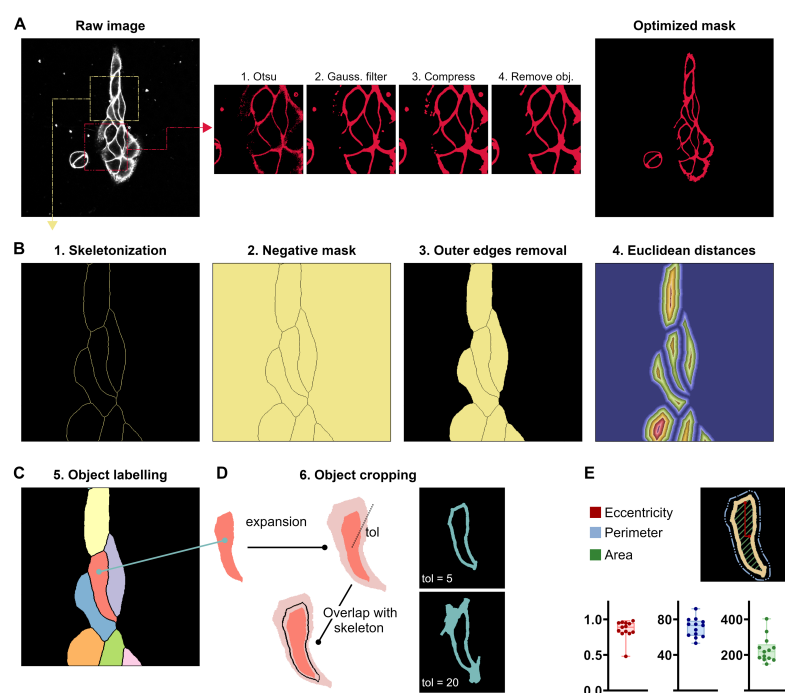 A
Raw image
Optimized mask
1. Otsu
2. Gauss. filter
3. Compress
4. Remove obj.
B
1. Skeletonization
2. Negative mask
3. Outer edges removal
4. Euclidean distances
C
5. Object labelling
D
6. Object cropping
expansion
tol
Overlap with
skeleton
tol = 5
tol = 20
E
Eccentricity
Perimeter
Area
1.0
0.5
0.0
80
40
400
200